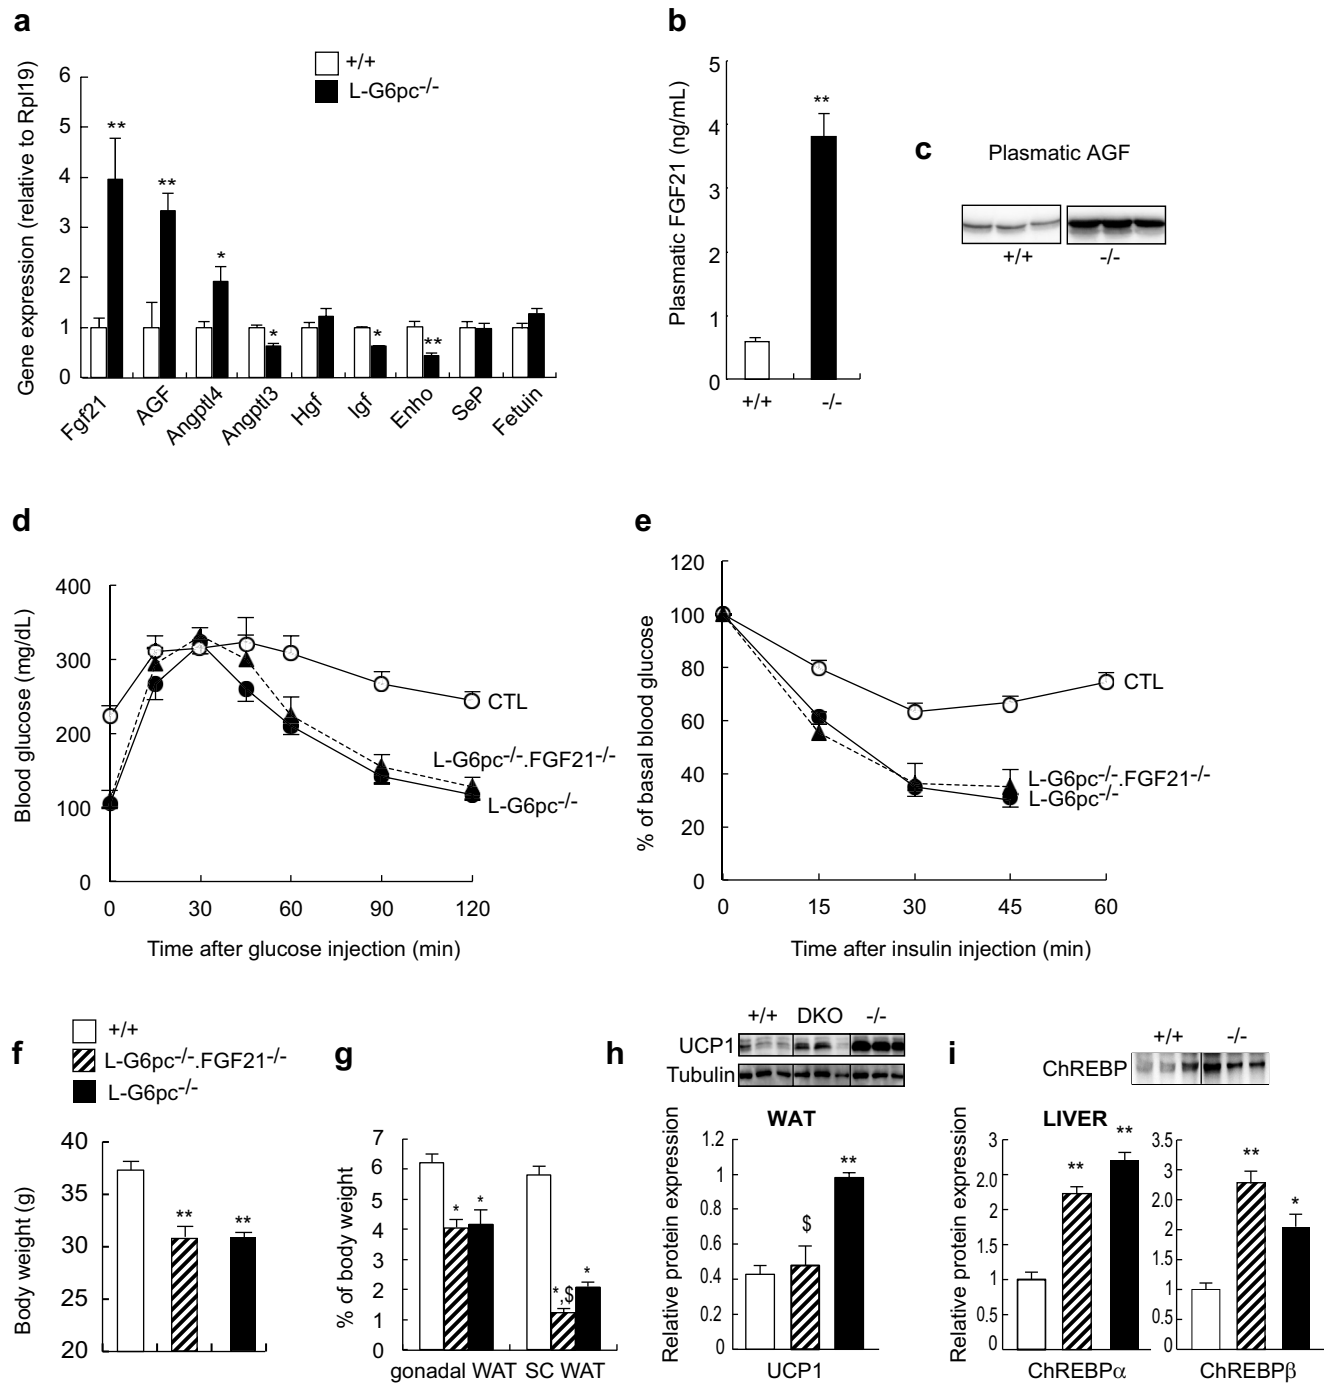 a
+/+
L-G6pc-/-
Gene expression (relative to Rpl19)
6
5
4
3
2
1
0
**
**
*
*
*
**
Fgf21
AGF
Angptl4
Angptl3
Hgf
Igf
Enho
SeP
Fetuin
b
Plasmatic FGF21 (ng/mL)
5
4
3
2
1
0
**
+/+
-/-
c
Plasmatic AGF
+/+
-/-
d
Blood glucose (mg/dL)
400
300
200
100
0
CTL
L-G6pc-/-.FGF21-/-
L-G6pc-/-
0 30 60 90 120
Time after glucose injection (min)
e
% of basal blood glucose
120
100
80
60
40
20
0
CTL
L-G6pc-/-.FGF21-/-
L-G6pc-/-
0 15 30 45 60
Time after insulin injection (min)
f
+/+
L-G6pc-/-.FGF21-/-
L-G6pc-/-
Body weight (g)
40
35
30
25
20
**
**
g
% of body weight
7
6
5
4
3
2
1
0
*
*
*,$
*
gonadal WAT
SC WAT
h
+/+ DKO -/-
UCP1
Tubulin
WAT
Relative protein expression
1.2
1
0.8
0.6
0.4
0.2
0
$
**
UCP1
i
+/+ -/-
ChREBP
LIVER
Relative protein expression
3
2.0
2
1.5
1
0.5
0
**
**
ChREBPα
3.5
3
2.0
2
1.5
1
0.5
0
**
*
ChREBPβ